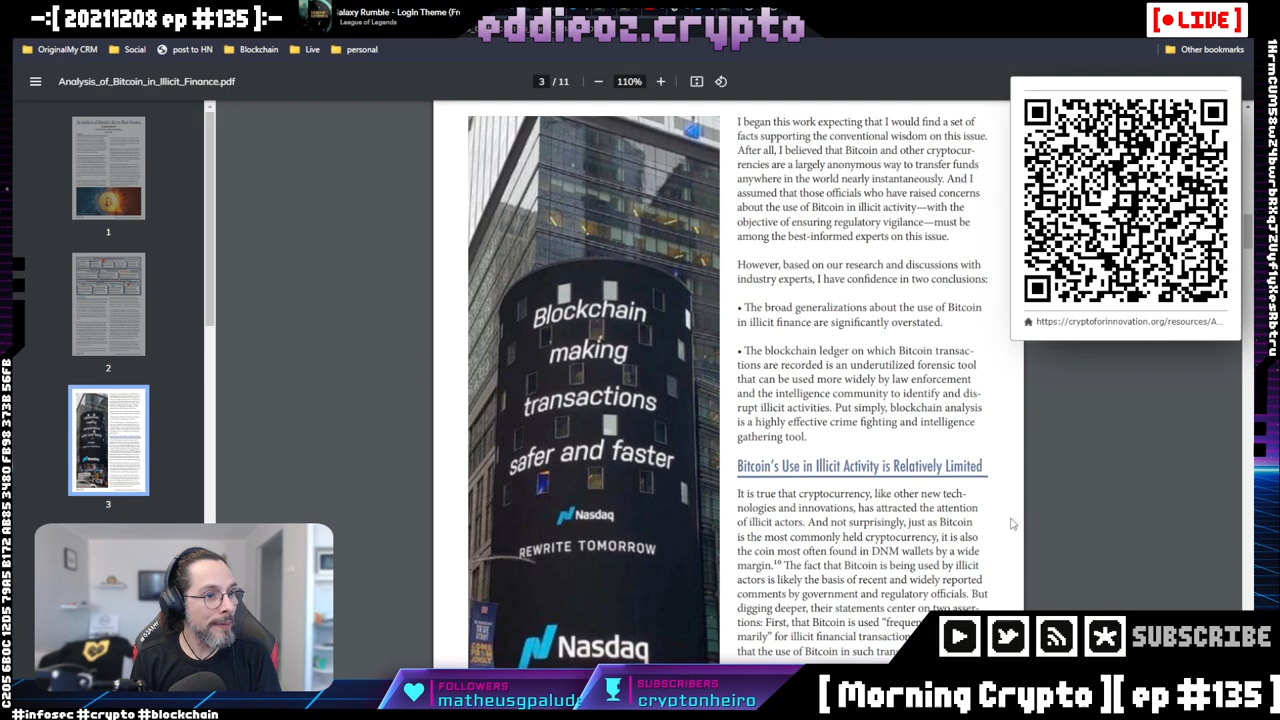 -:[ 20211208 ep #135 ]:-
Galaxy Rumble - Login Theme (Fr
League of Legends
eddieoz.crypto
[●LIVE]
OriginalMy CRM
Social
post to HN
Blockchain
Live
personal
Other bookmarks
Analysis_of_Bitcoin_in_Illicit_Finance.pdf
3 / 11
110%
1
2
3
Blockchain
making
transactions
safer and faster
Nasdaq
REWRITE TOMORROW
Nasdaq
I began this work expecting that I would find a set of
facts supporting the conventional wisdom on this issue.
After all, I believed that Bitcoin and other cryptocur-
rencies are a largely anonymous way to transfer funds
anywhere in the world nearly instantaneously. And I
assumed that those officials who have raised concerns
about the use of Bitcoin in illicit activity—with the
objective of ensuring regulatory vigilance—must be
among the best-informed experts on this issue.
However, based on our research and discussions with
industry experts, I have confidence in two conclusions:
• The broad generalizations about the use of Bitcoin
in illicit finance are significantly overstated.
• The blockchain ledger on which Bitcoin transac-
tions are recorded is an underutilized forensic tool
that can be used more widely by law enforcement
and the intelligence community to identify and dis-
rupt illicit activities. Put simply, blockchain analysis
is a highly effective crime fighting and intelligence
gathering tool.
Bitcoin's Use in Illicit Activity is Relatively Limited
It is true that cryptocurrency, like other new tech-
nologies and innovations, has attracted the attention
of illicit actors. And not surprisingly, just as Bitcoin
is the most commonly held cryptocurrency, it is also
the coin most often found in DNM wallets by a wide
margin.¹⁰ The fact that Bitcoin is being used by illicit
actors is likely the basis of recent and widely reported
comments by government and regulatory officials. But
digging deeper, their statements center on two asser-
tions: First, that Bitcoin is used "frequen
marily" for illicit financial transaction
that the use of Bitcoin in such tran
https://cryptoforinnovation.org/resources/A...
SUBSCRIBE
FOLLOWERS
matheusgpalude
SUBSCRIBERS
cryptonheiro
[ Morning Crypto ][ ep #135 ]
#crypto #blockchain